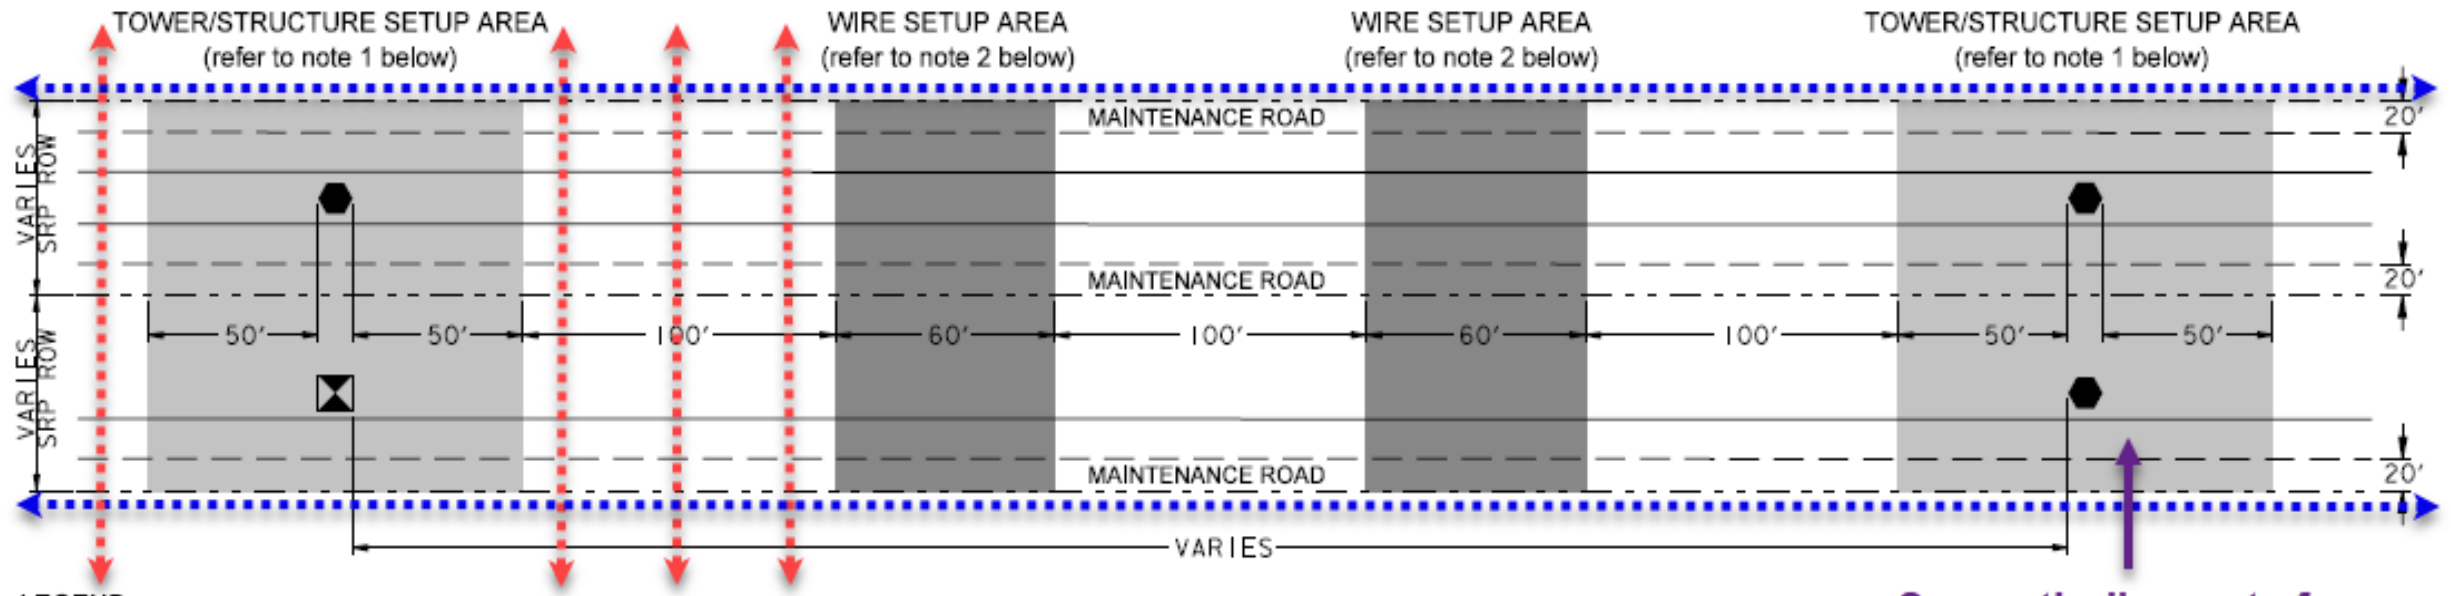 TOWER/STRUCTURE SETUP AREA
(refer to note 1 below)
WIRE SETUP AREA
(refer to note 2 below)
WIRE SETUP AREA
(refer to note 2 below)
TOWER/STRUCTURE SETUP AREA
(refer to note 1 below)
MAINTENANCE ROAD
20'
VARIES
SRP ROW
MAINTENANCE ROAD
20'
50'
50'
100'
60'
100'
60'
100'
50'
50'
VARIES
SRP ROW
MAINTENANCE ROAD
20'
VARIES